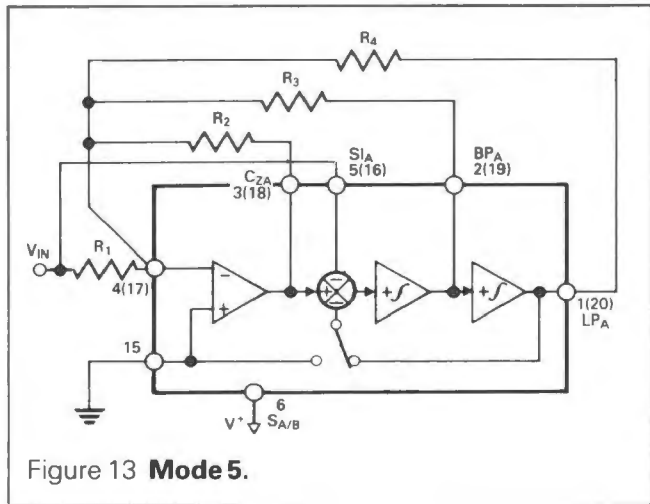 R4
R3
R2
SIA
5(16)
BPA
2(19)
CZA
3(18)
VIN
R1
4(17)
− 
+
+
−
−
+∫
+∫
1(20)
LPA
15
6
V+
SA/B
Figure 13 Mode 5.